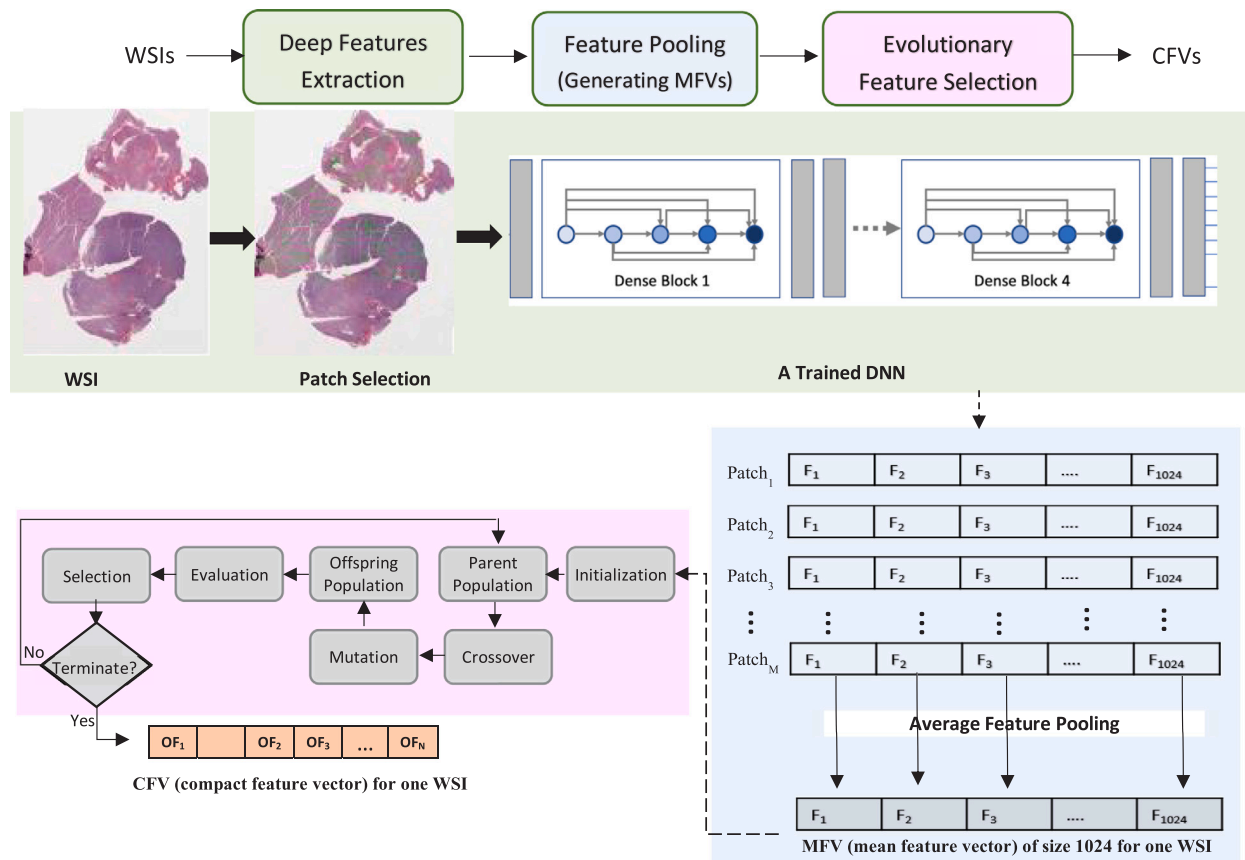 WSIs
Deep Features
Extraction
Feature Pooling
(Generating MFVs)
Evolutionary
Feature Selection
CFVs
Dense Block 1
Dense Block 4
WSI
Patch Selection
A Trained DNN
Patch1 F1 F2 F3 .... F1024
Patch2 F1 F2 F3 .... F1024
Patch3 F1 F2 F3 .... F1024
PatchM F1 F2 F3 .... F1024
Average Feature Pooling
F1 F2 F3 .... F1024
MFV (mean feature vector) of size 1024 for one WSI
Initialization
Parent
Population
Crossover
Mutation
Offspring
Population
Evaluation
Selection
Terminate?
No
Yes
OF1 OF2 OF3 ... OFN
CFV (compact feature vector) for one WSI